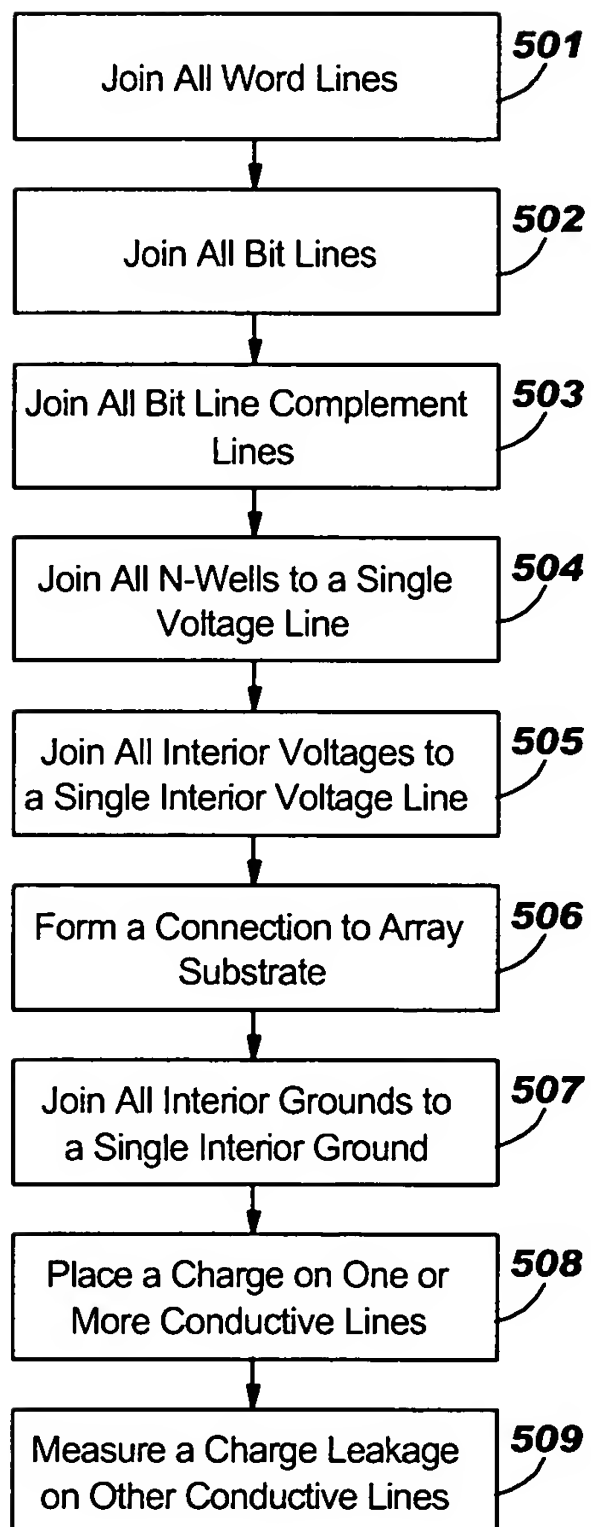 501
Join All Word Lines
502
Join All Bit Lines
503
Join All Bit Line Complement
Lines
504
Join All N-Wells to a Single
Voltage Line
505
Join All Interior Voltages to
a Single Interior Voltage Line
506
Form a Connection to Array
Substrate
507
Join All Interior Grounds to
a Single Interior Ground
508
Place a Charge on One or
More Conductive Lines
509
Measure a Charge Leakage
on Other Conductive Lines